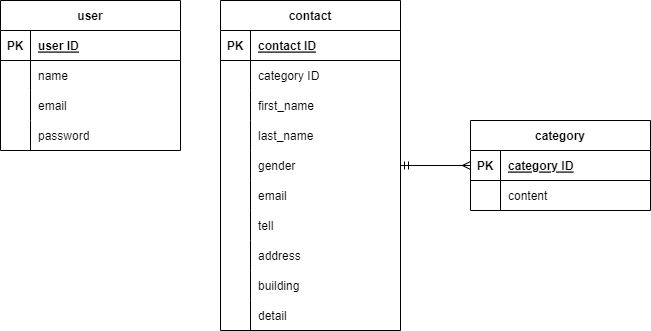 user
PK user ID
name
email
password
contact
PK contact ID
category ID
first_name
last_name
gender
email
tell
address
building
detail
category
PK category ID
content